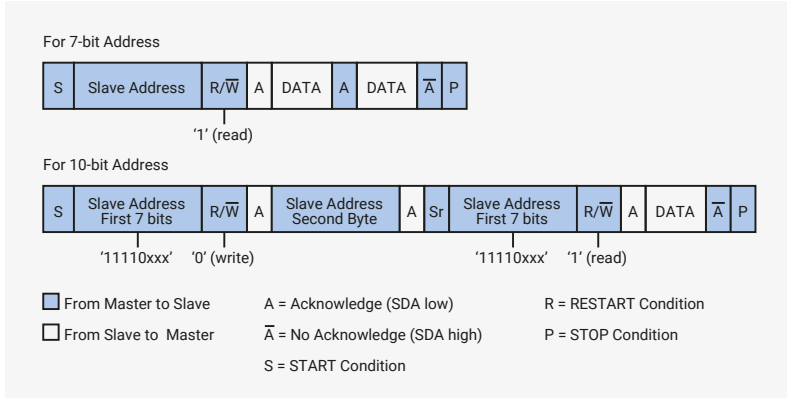 For 7-bit Address
S Slave Address R/W̅ A DATA A DATA A̅ P
‘1’ (read)
For 10-bit Address
S Slave Address First 7 bits R/W̅ A Slave Address Second Byte A Sr Slave Address First 7 bits R/W̅ A DATA A̅ P
‘11110xxx’ ‘0’ (write) ‘11110xxx’ ‘1’ (read)
From Master to Slave A = Acknowledge (SDA low) R = RESTART Condition
From Slave to Master A̅ = No Acknowledge (SDA high) P = STOP Condition
S = START Condition